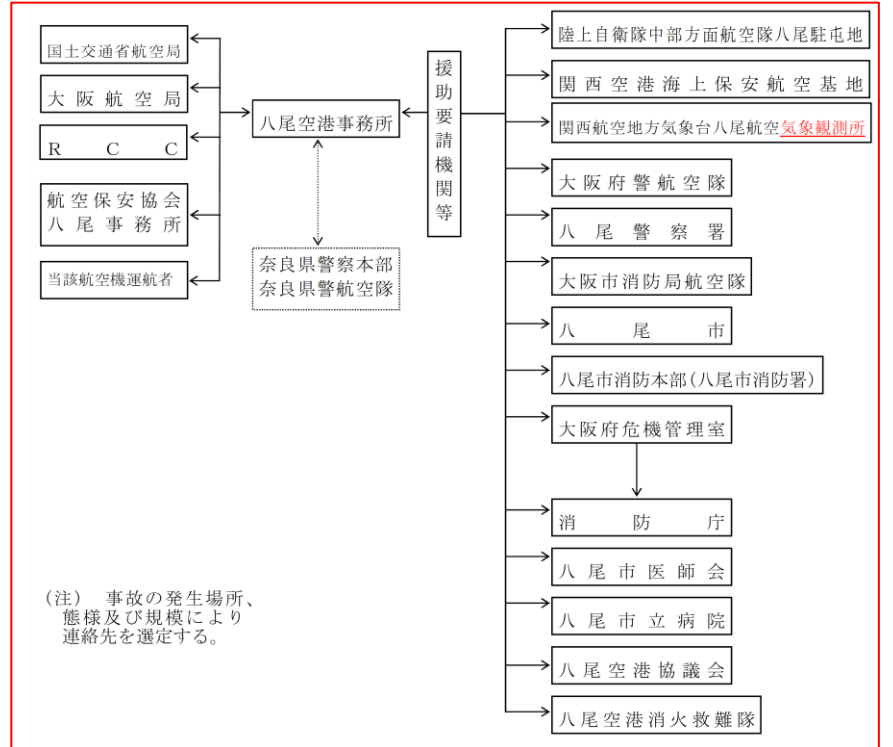 国土交通省航空局
大阪航空局
RCC
航空保安協会
八尾事務所
当該航空機運航者
八尾空港事務所
奈良県警察本部
奈良県警航空隊
援助要請機関等
陸上自衛隊中部方面航空隊八尾駐屯地
関西空港海上保安航空基地
関西航空地方気象台八尾航空気象観測所
大阪府警航空隊
八尾警察署
大阪市消防局航空隊
八尾市
八尾市消防本部(八尾市消防署)
大阪府危機管理室
消防庁
八尾市医師会
八尾市立病院
八尾空港協議会
八尾空港消火救難隊
(注) 事故の発生場所、
態様及び規模により
連絡先を選定する。